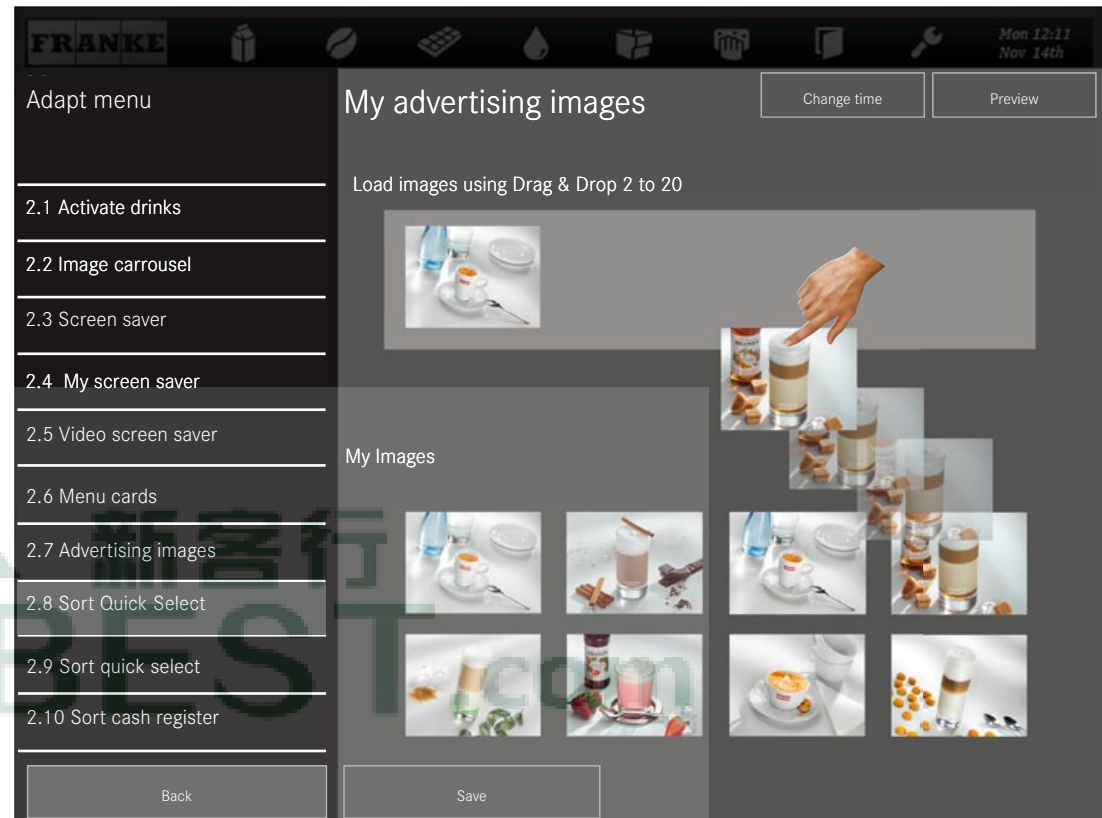 FRANKE
Mon 12:11
Nov 14th
Adapt menu
My advertising images
Change time
Preview
Load images using Drag & Drop 2 to 20
2.1 Activate drinks
2.2 Image carrousel
2.3 Screen saver
2.4 My screen saver
2.5 Video screen saver
My Images
2.6 Menu cards
2.7 Advertising images
2.8 Sort Quick Select
2.9 Sort quick select
2.10 Sort cash register
Back
Save
新客行
BEST.com